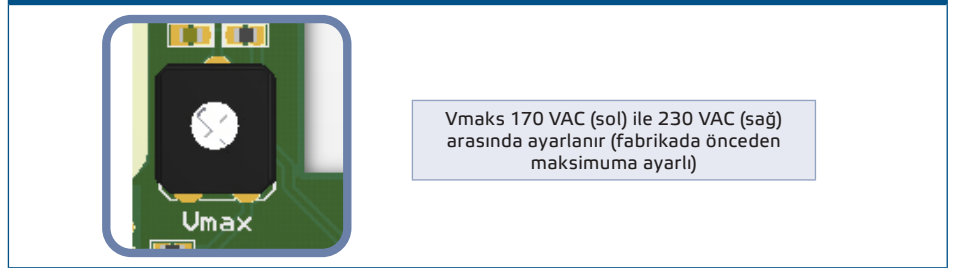 Vmaks 170 VAC (sol) ile 230 VAC (sağ)
arasında ayarlanır (fabrikada önceden
maksimuma ayarlı)
Vmax